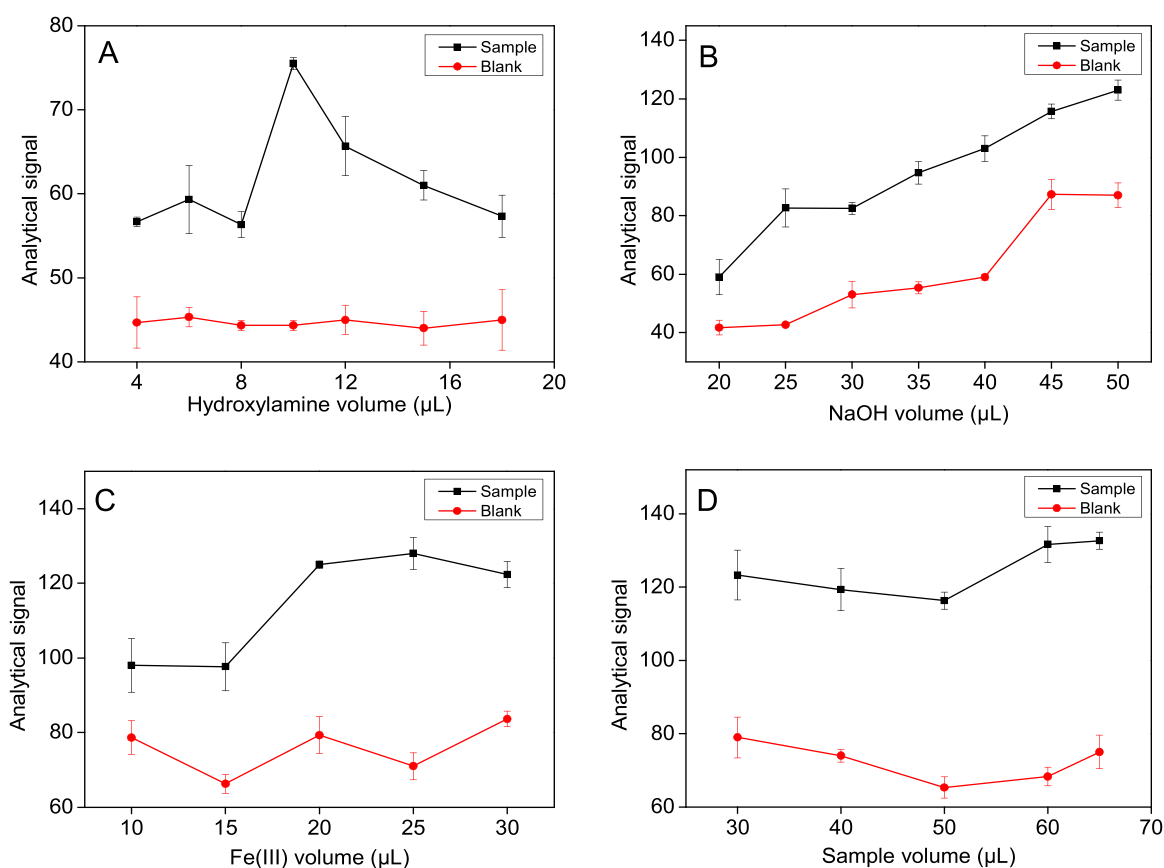 A
Sample
Blank
80
70
60
50
40
Analytical signal
4 8 12 16 20
Hydroxylamine volume (µL)
B
Sample
Blank
140
120
100
80
60
40
Analytical signal
20 25 30 35 40 45 50
NaOH volume (µL)
C
Sample
Blank
140
120
100
80
60
Analytical signal
10 15 20 25 30
Fe(III) volume (µL)
D
Sample
Blank
140
120
100
80
60
Analytical signal
30 40 50 60 70
Sample volume (µL)